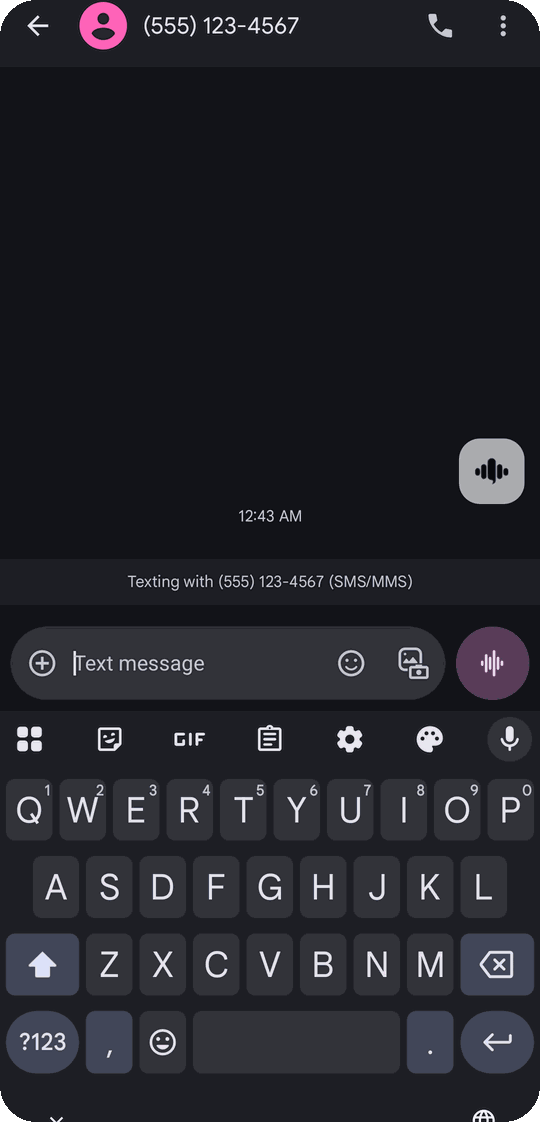 (555) 123-4567
12:43 AM
Texting with (555) 123-4567 (SMS/MMS)
Text message
GIF
Q1 W2 E3 R4 T5 Y6 U7 I8 O9 P0
A S D F G H J K L
Z X C V B N M
?123 , .